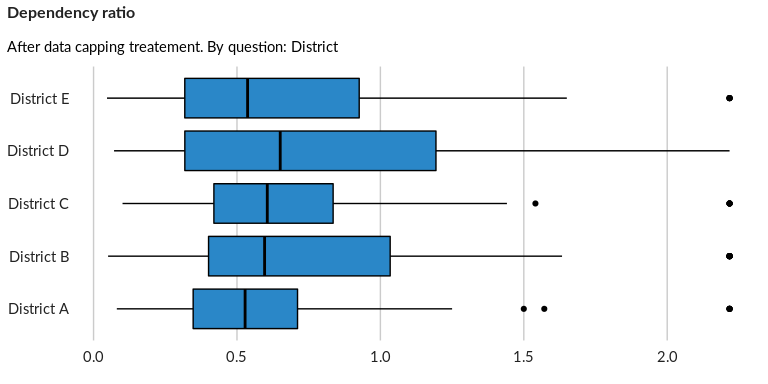 Dependency ratio
After data capping treatement. By question: District
District E
District D
District C
District B
District A
0.0 0.5 1.0 1.5 2.0